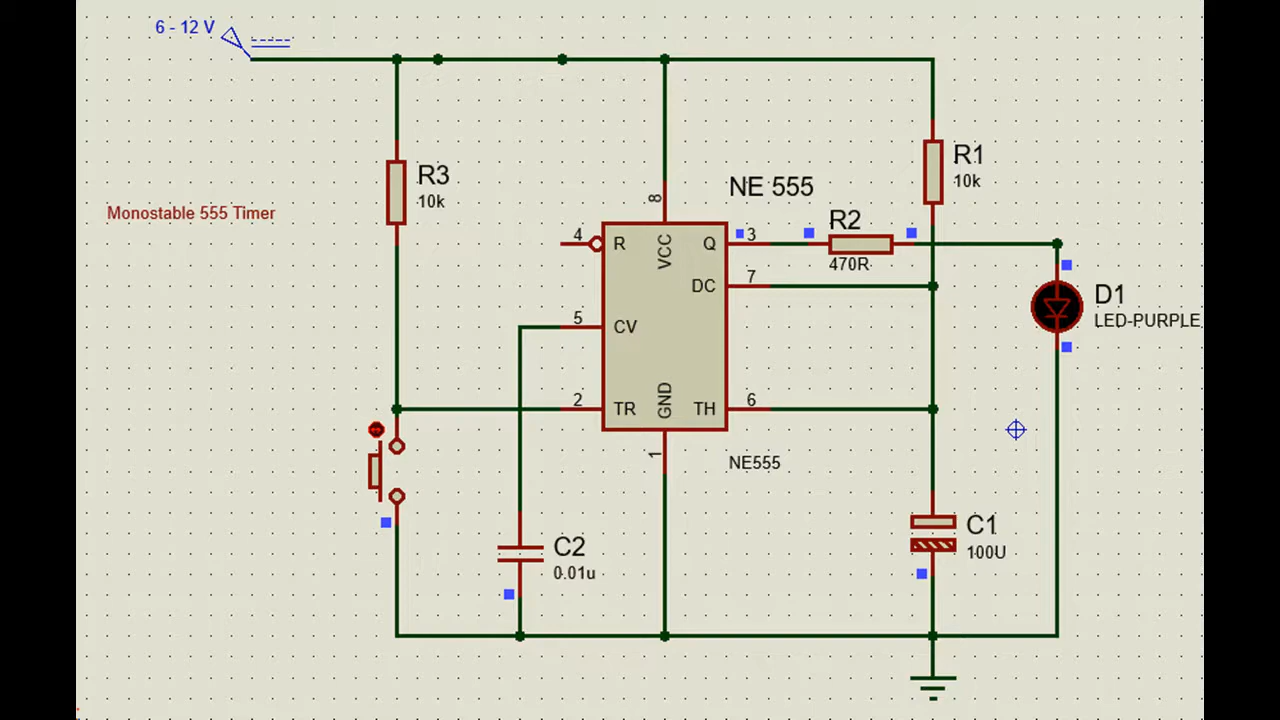 6 - 12 V
Monostable 555 Timer
R3
10k
NE 555
R1
10k
8
4
R
VCC
Q
3
R2
470R
DC
7
5
CV
D1
LED-PURPLE
2
TR
GND
TH
6
1
NE555
C2
0.01u
C1
100U